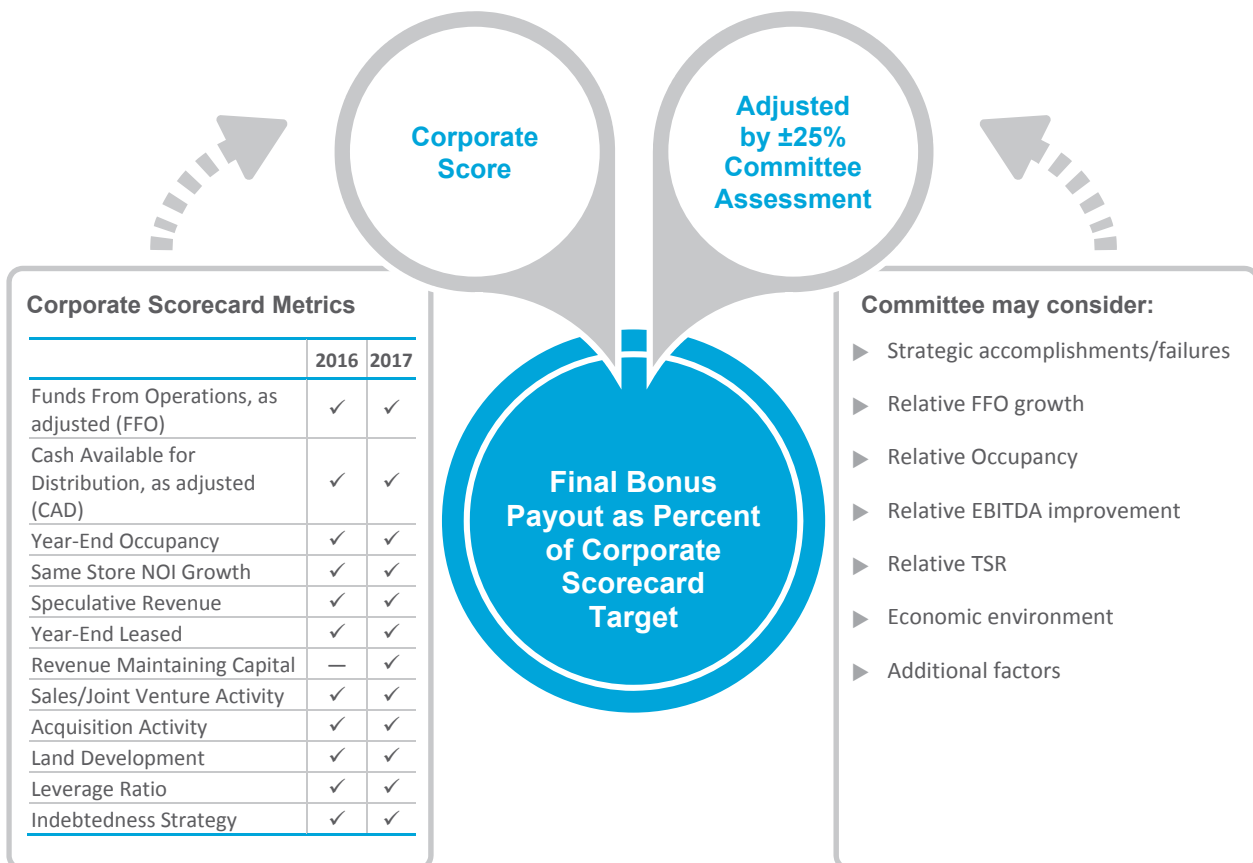 Corporate
Score
Adjusted
by ±25%
Committee
Assessment
Corporate Scorecard Metrics
2016 2017
Funds From Operations, as
adjusted (FFO) ✓ ✓
Cash Available for
Distribution, as adjusted
(CAD) ✓ ✓
Year-End Occupancy ✓ ✓
Same Store NOI Growth ✓ ✓
Speculative Revenue ✓ ✓
Year-End Leased ✓ ✓
Revenue Maintaining Capital — ✓
Sales/Joint Venture Activity ✓ ✓
Acquisition Activity ✓ ✓
Land Development ✓ ✓
Leverage Ratio ✓ ✓
Indebtedness Strategy ✓ ✓
Final Bonus
Payout as Percent
of Corporate
Scorecard
Target
Committee may consider:
Strategic accomplishments/failures
Relative FFO growth
Relative Occupancy
Relative EBITDA improvement
Relative TSR
Economic environment
Additional factors